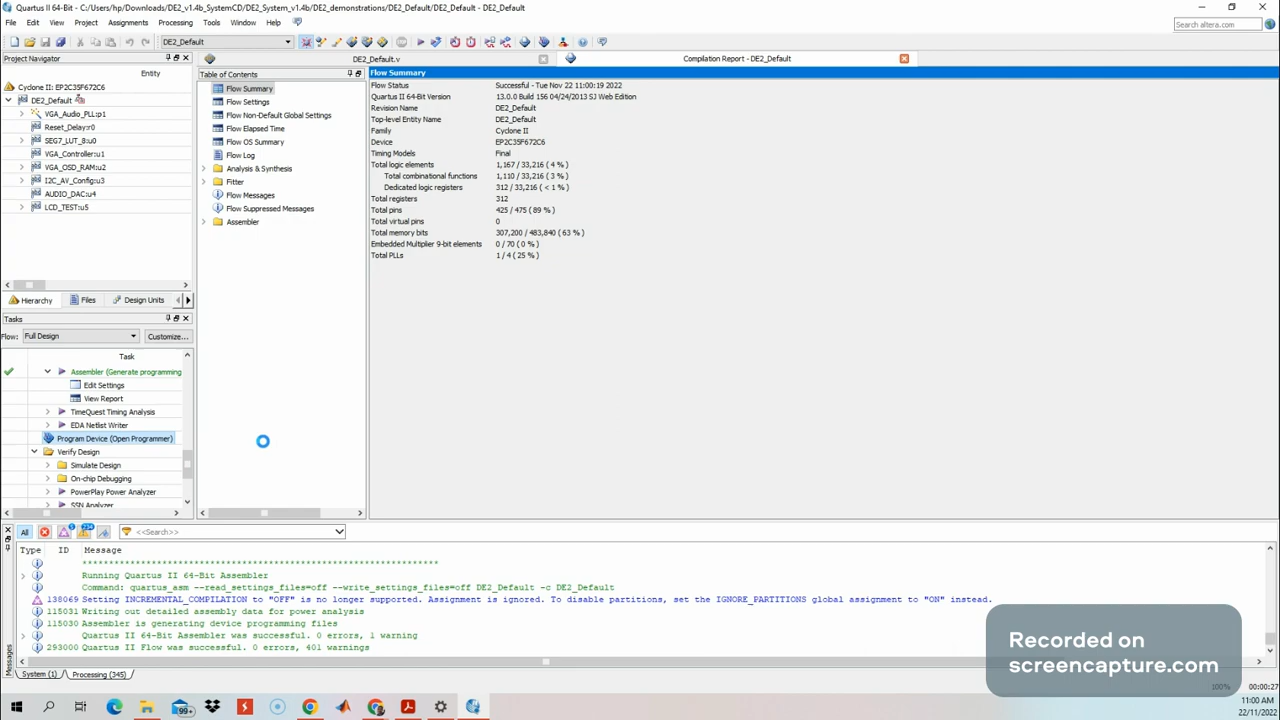 Quartus II 64-Bit - C:/Users/hp/Downloads/DE2_v1.4b_SystemCD/DE2_System_v1.4b/DE2_demonstrations/DE2_Default/DE2_Default - DE2_Default
File Edit View Project Assignments Processing Tools Window Help
Search altera.com
DE2_Default
Project Navigator
DE2_Default.v
Compilation Report - DE2_Default
Entity
Cyclone II: EP2C35F672C6
DE2_Default
VGA_Audio_PLL:p1
Reset_Delay:r0
SEG7_LUT_8:u0
VGA_Controller:u1
VGA_OSD_RAM:u2
I2C_AV_Config:u3
AUDIO_DAC:u4
LCD_TEST:u5
Hierarchy Files Design Units
Tasks
Flow: Full Design Customize...
Task
Assembler (Generate programming
Edit Settings
View Report
TimeQuest Timing Analysis
EDA Netlist Writer
Program Device (Open Programmer)
Verify Design
Simulate Design
On-chip Debugging
PowerPlay Power Analyzer
SSN Analyzer
Table of Contents
Flow Summary
Flow Settings
Flow Non-Default Global Settings
Flow Elapsed Time
Flow OS Summary
Flow Log
Analysis & Synthesis
Fitter
Flow Messages
Flow Suppressed Messages
Assembler
Flow Summary
Flow Status Successful - Tue Nov 22 11:00:19 2022
Quartus II 64-Bit Version 13.0.0 Build 156 04/24/2013 SJ Web Edition
Revision Name DE2_Default
Top-level Entity Name DE2_Default
Family Cyclone II
Device EP2C35F672C6
Timing Models Final
Total logic elements 1,167 / 33,216 ( 4 % )
Total combinational functions 1,110 / 33,216 ( 3 % )
Dedicated logic registers 312 / 33,216 ( < 1 % )
Total registers 312
Total pins 425 / 475 ( 89 % )
Total virtual pins 0
Total memory bits 307,200 / 483,840 ( 63 % )
Embedded Multiplier 9-bit elements 0 / 70 ( 0 % )
Total PLLs 1 / 4 ( 25 % )
All <<Search>>
Type ID Message
*******************************************************************
Running Quartus II 64-Bit Assembler
Command: quartus_asm --read_settings_files=off --write_settings_files=off DE2_Default -c DE2_Default
138069 Setting INCREMENTAL_COMPILATION to "OFF" is no longer supported. Assignment is ignored. To disable partitions, set the IGNORE_PARTITIONS global assignment to "ON" instead.
115031 Writing out detailed assembly data for power analysis
115030 Assembler is generating device programming files
Quartus II 64-Bit Assembler was successful. 0 errors, 1 warning
293000 Quartus II Flow was successful. 0 errors, 401 warnings
Messages
System (1) Processing (345)
100% 00:00:27
Recorded on
screencapture.com
99+
11:00 AM
22/11/2022